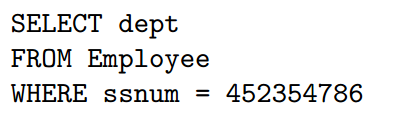 SELECT dept
FROM Employee
WHERE ssnum = 452354786